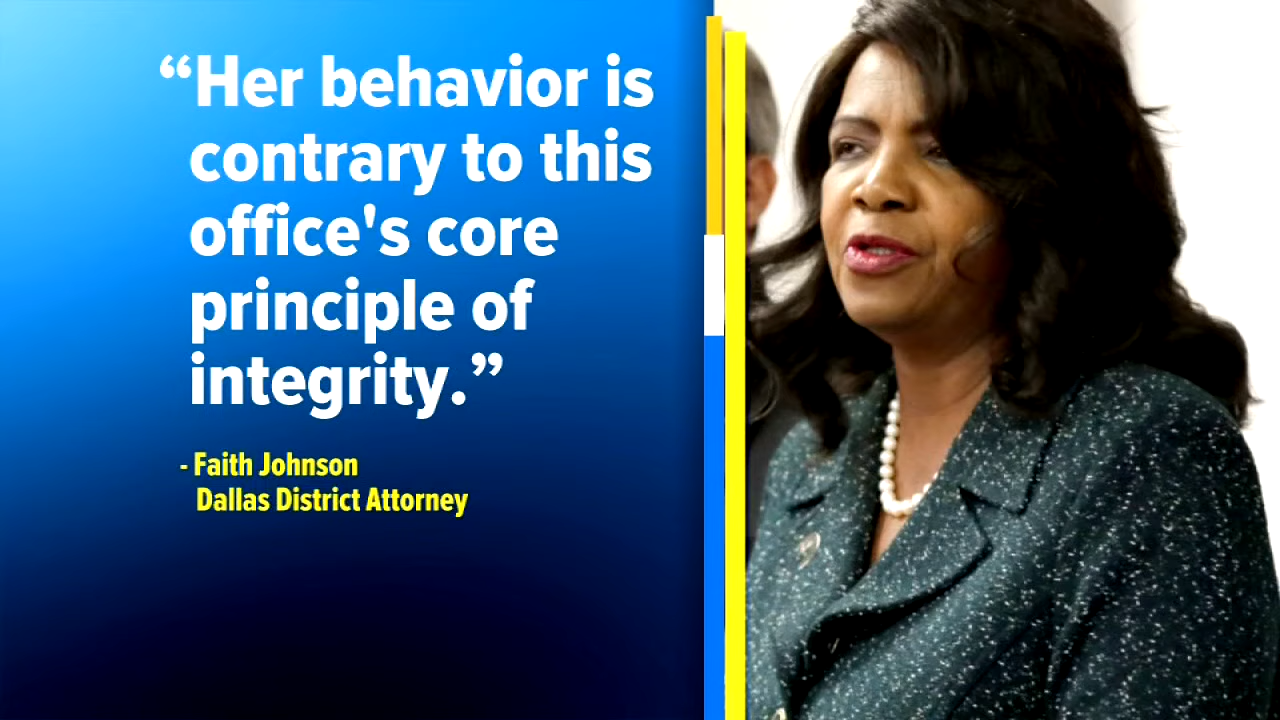 “Her behavior is
contrary to this
office's core
principle of
integrity.”
- Faith Johnson
Dallas District Attorney